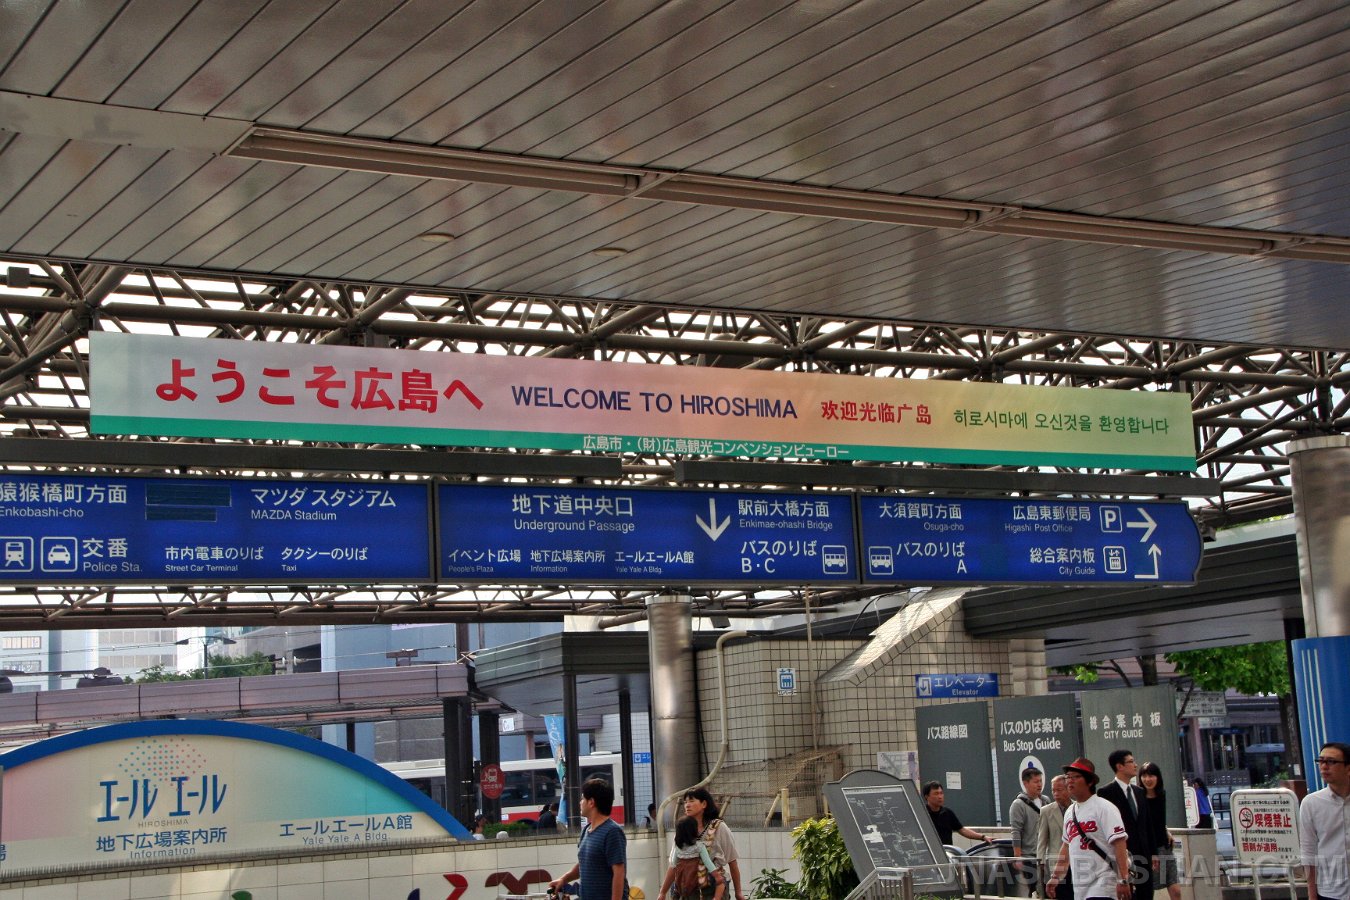 ようこそ広島へ WELCOME TO HIROSHIMA 欢迎光临广岛 히로시마에 오신것을 환영합니다
広島市・(財)広島観光コンベンションビューロー
猿猴橋町方面
Enkobashi-cho
マツダ スタジアム
MAZDA Stadium
交番
Police Sta.
市内電車のりば
Street Car Terminal
タクシーのりば
Taxi
地下道中央口
Underground Passage
イベント広場
People's Plaza
地下広場案内所
Information
エールエールA館
Yale Yale A Bldg.
駅前大橋方面
Enkimae-ohashi Bridge
バスのりば
B・C
大須賀町方面
Osuga-cho
バスのりば
A
広島東郵便局
Higashi Post Office
P
総合案内板
City Guide
エレベーター
Elevator
バス路線図
バスのりば案内
Bus Stop Guide
総合案内板
CITY GUIDE
エールエール
HIROSHIMA
地下広場案内所
Information
エールエールA館
Yale Yale A Bldg.
場
喫煙禁止
罰則が適用
JNASEBASTIAN.COM